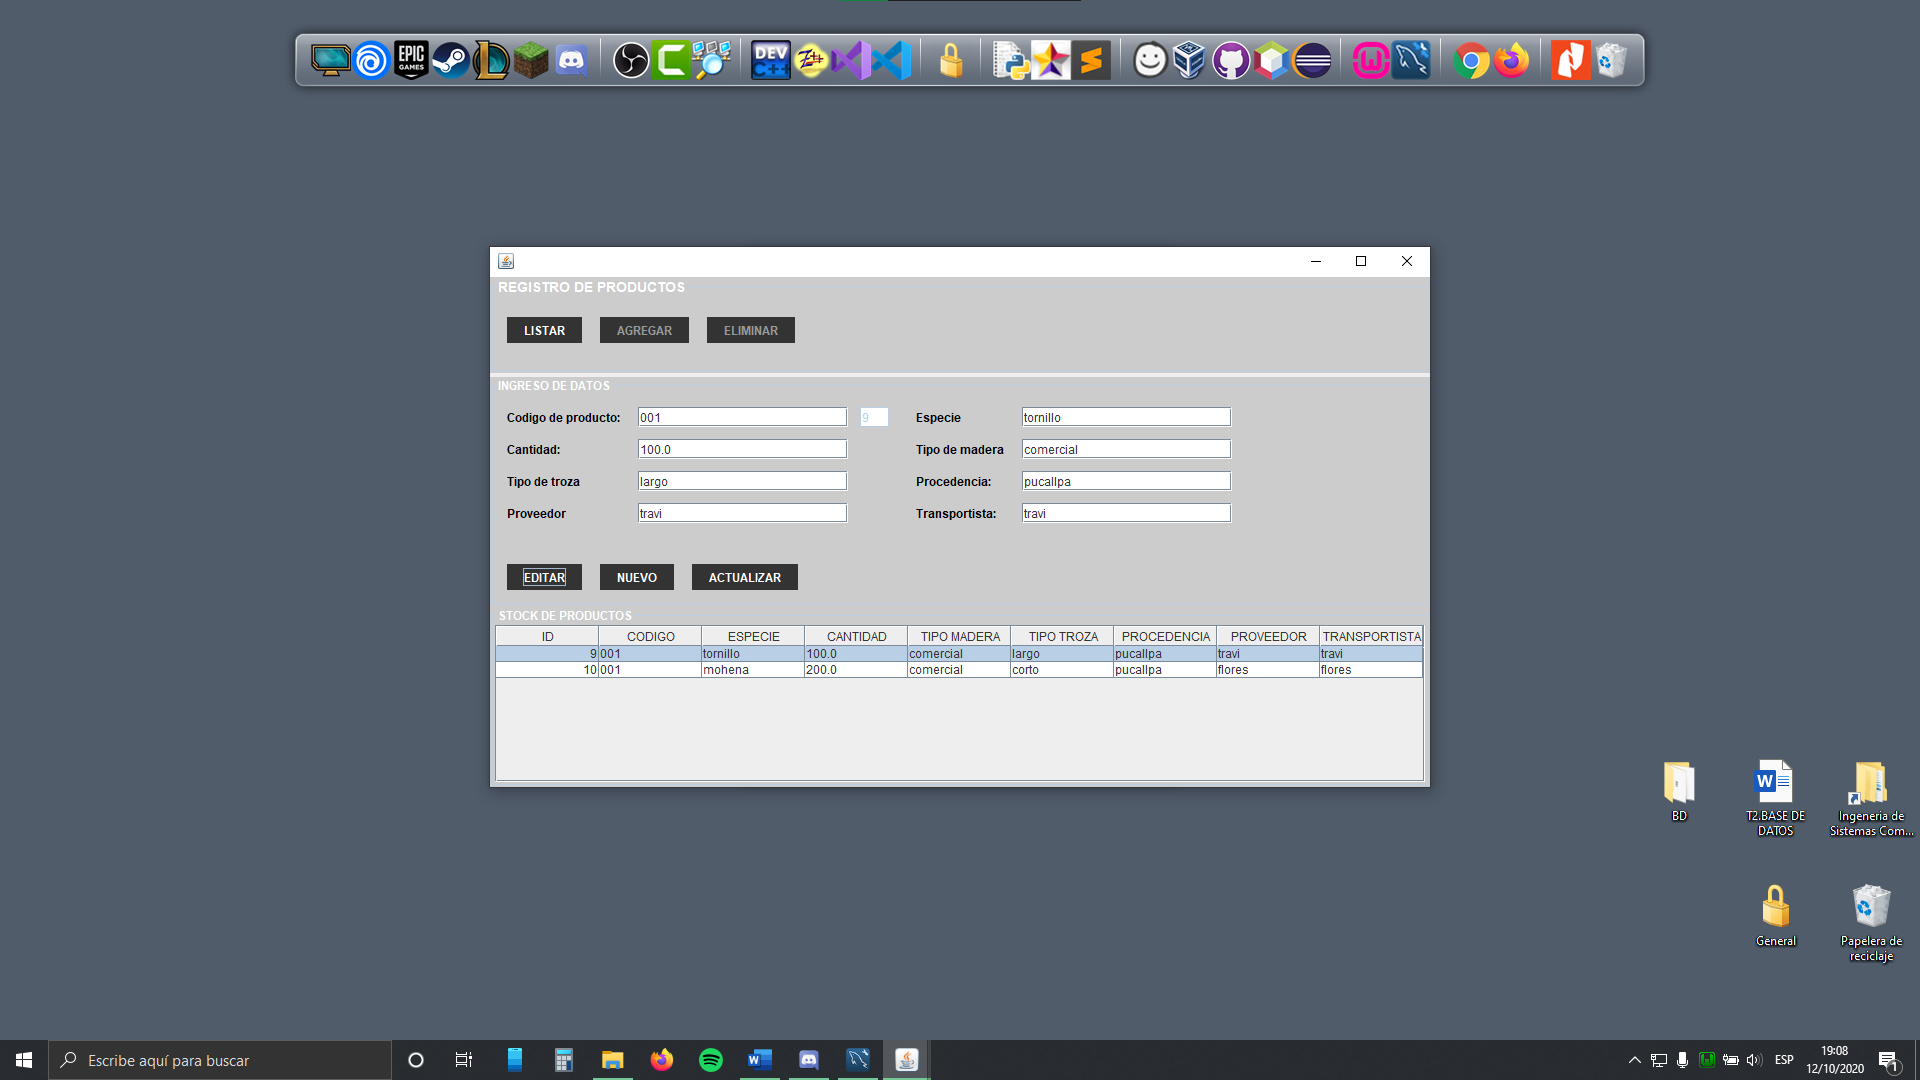 EPIC
GAMES
DEV
C++
Z++
REGISTRO DE PRODUCTOS
LISTAR AGREGAR ELIMINAR
INGRESO DE DATOS
Codigo de producto: 001 9 Especie tornillo
Cantidad: 100.0 Tipo de madera comercial
Tipo de troza largo Procedencia: pucallpa
Proveedor travi Transportista: travi
EDITAR NUEVO ACTUALIZAR
STOCK DE PRODUCTOS
ID CODIGO ESPECIE CANTIDAD TIPO MADERA TIPO TROZA PROCEDENCIA PROVEEDOR TRANSPORTISTA
9 001 tornillo 100.0 comercial largo pucallpa travi travi
10 001 mohena 200.0 comercial corto pucallpa flores flores
BD
T2.BASE DE
DATOS
Ingeneria de
Sistemas Com...
General
Papelera de
reciclaje
Escribe aquí para buscar
ESP
19:08
12/10/2020
1